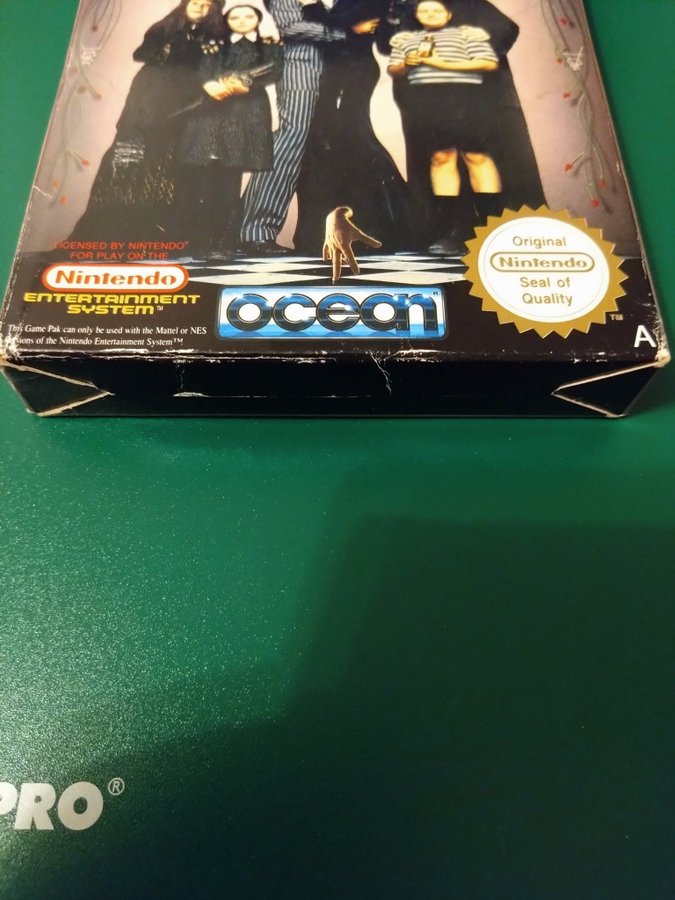 LICENSED BY NINTENDO®
FOR PLAY ON THE
Nintendo®
ENTERTAINMENT
SYSTEM™
This Game Pak can only be used with the Mattel or NES
versions of the Nintendo Entertainment System™
ocean®
Original
Nintendo
Seal of
Quality
TM
A
PRO®